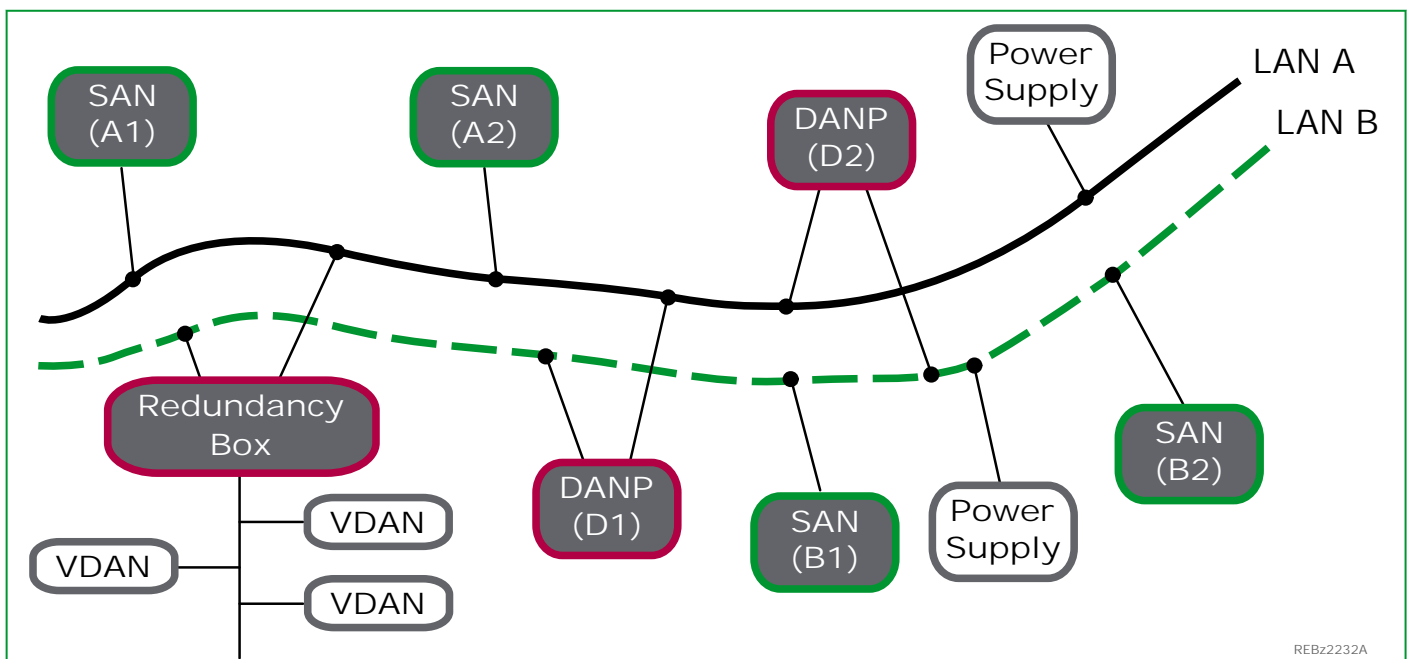 SAN
(A1)
SAN
(A2)
DANP
(D2)
Power
Supply
LAN A
LAN B
Redundancy
Box
DANP
(D1)
SAN
(B1)
Power
Supply
SAN
(B2)
VDAN
VDAN
VDAN
REBz2232A